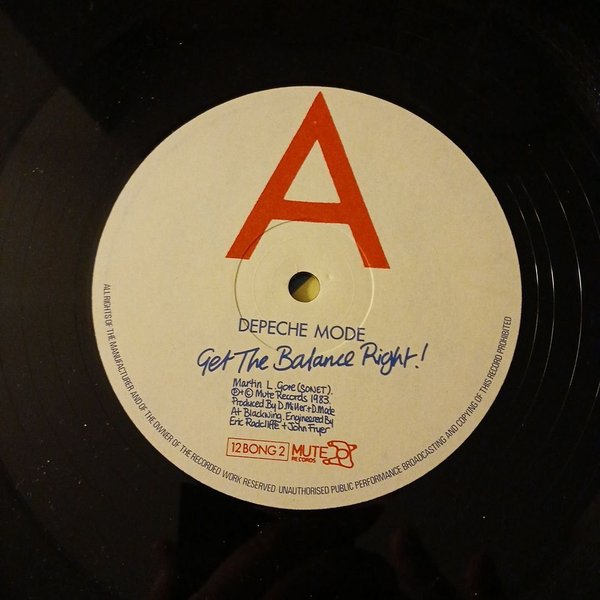 A
DEPECHE MODE
Get The Balance Right!
Martin L. Gore (SONET).
℗+© Mute Records 1983.
Produced By D. Miller + D. Mode
At Blackwing. Engineered By
Eric Radcliffe + John Fryer
12 BONG 2
MUTE
RECORDS
ALL RIGHTS OF THE MANUFACTURER AND OF THE OWNER OF THE RECORDED WORK RESERVED UNAUTHORISED PUBLIC PERFORMANCE BROADCASTING AND COPYING OF THIS RECORD PROHIBITED